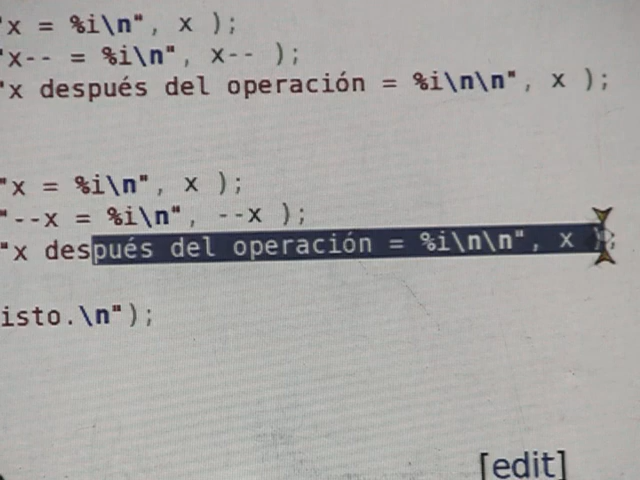 "x = %i\n", x );
"x-- = %i\n", x-- );
"x después del operación = %i\n\n", x );
"x = %i\n", x );
"--x = %i\n", --x );
"x después del operación = %i\n\n", x );
isto.\n");
[edit]